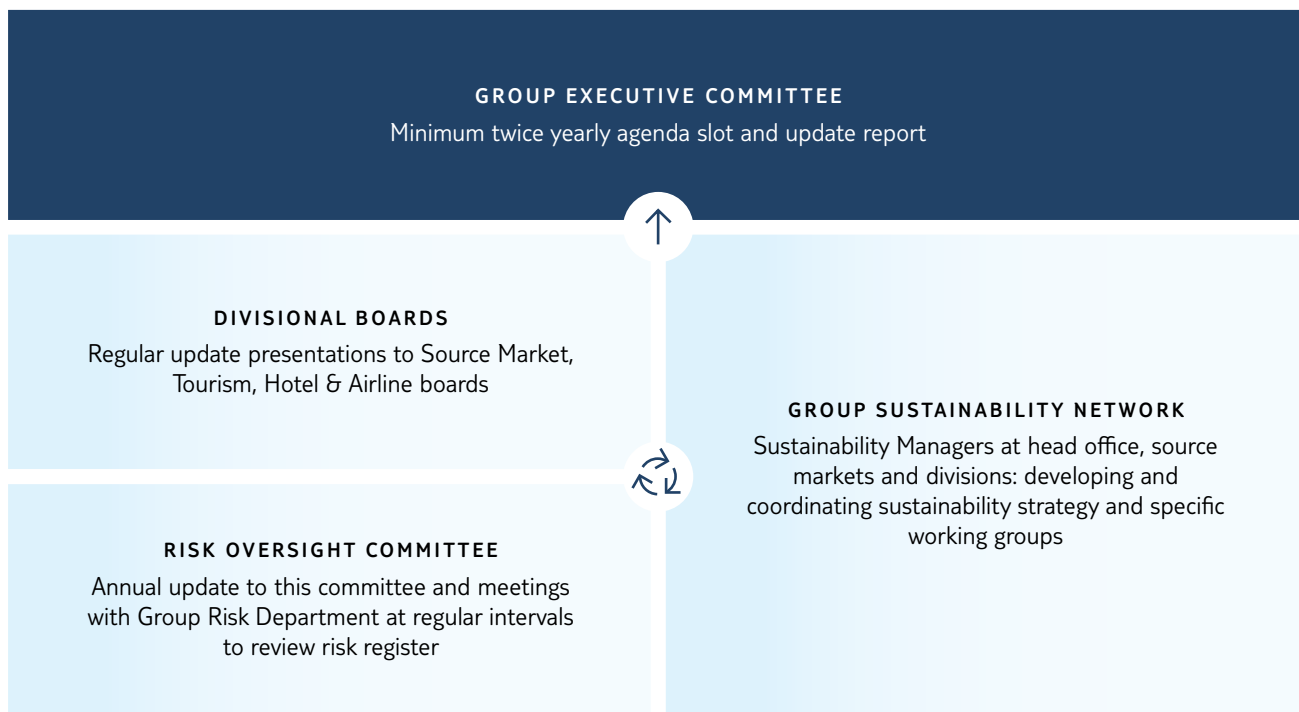 GROUP EXECUTIVE COMMITTEE
Minimum twice yearly agenda slot and update report
DIVISIONAL BOARDS
Regular update presentations to Source Market,
Tourism, Hotel & Airline boards
RISK OVERSIGHT COMMITTEE
Annual update to this committee and meetings
with Group Risk Department at regular intervals
to review risk register
GROUP SUSTAINABILITY NETWORK
Sustainability Managers at head office, source
markets and divisions: developing and
coordinating sustainability strategy and specific
working groups